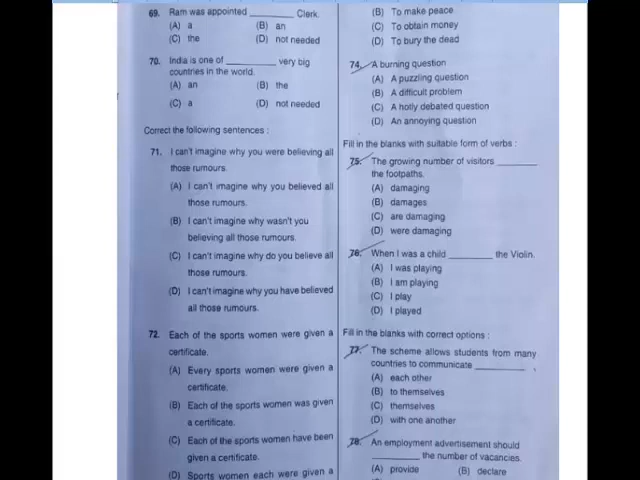 69. Ram was appointed ________ Clerk.
(A) a (B) an
(C) the (D) not needed
70. India is one of __________ very big
countries in the world.
(A) an (B) the
(C) a (D) not needed
Correct the following sentences :
71. I can't imagine why you were believing all
those rumours.
(A) I can't imagine why you believed all
those rumours.
(B) I can't imagine why wasn't you
believing all those rumours.
(C) I can't imagine why do you believe all
those rumours.
(D) I can't imagine why you have believed
all those rumours.
72. Each of the sports women were given a
certificate.
(A) Every sports women were given a
certificate.
(B) Each of the sports women was given
a certificate.
(C) Each of the sports women have been
given a certificate.
(D) Sports women each were given a
(B) To make peace
(C) To obtain money
(D) To bury the dead
74. A burning question
(A) A puzzling question
(B) A difficult problem
(C) A hotly debated question
(D) An annoying question
Fill in the blanks with suitable form of verbs :
75. The growing number of visitors _______
the footpaths.
(A) damaging
(B) damages
(C) are damaging
(D) were damaging
76. When I was a child ________ the Violin.
(A) I was playing
(B) I am playing
(C) I play
(D) I played
Fill in the blanks with correct options :
77. The scheme allows students from many
countries to communicate __________ .
(A) each other
(B) to themselves
(C) themselves
(D) with one another
78. An employment advertisement should
__________ the number of vacancies.
(A) provide (B) declare